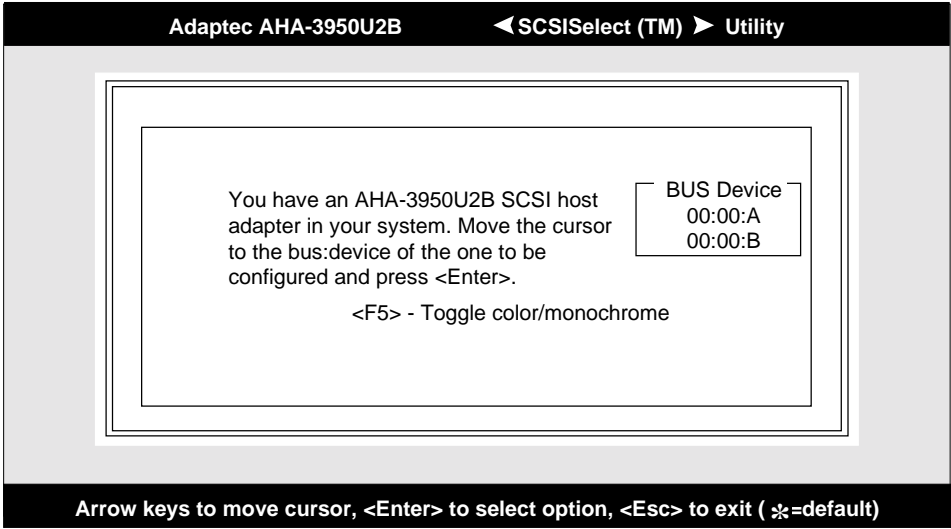 Adaptec AHA-3950U2B ⮜SCSISelect (TM) ⮞ Utility
You have an AHA-3950U2B SCSI host
adapter in your system. Move the cursor
to the bus:device of the one to be
configured and press <Enter>.
BUS Device
00:00:A
00:00:B
<F5> - Toggle color/monochrome
Arrow keys to move cursor, <Enter> to select option, <Esc> to exit ( *=default)